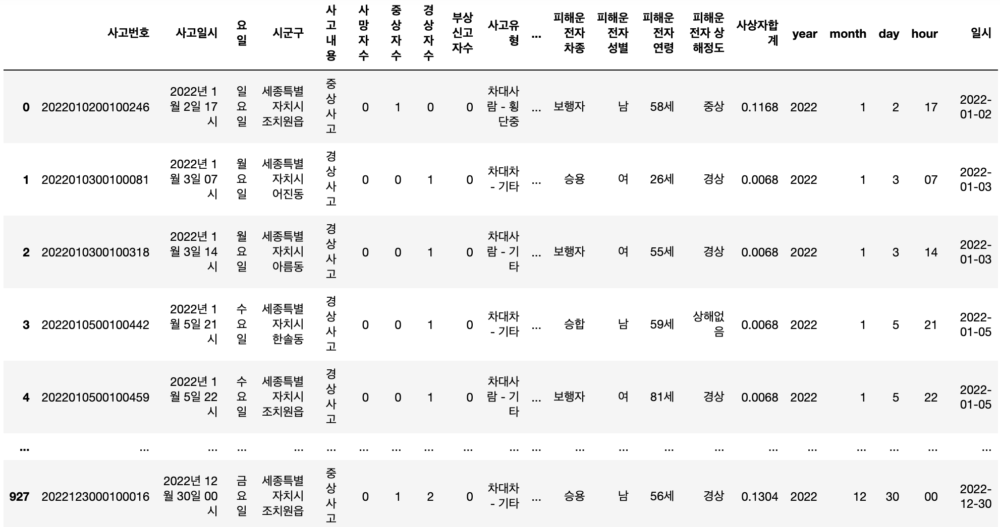 사고번호 사고일시 요일 시군구 사고내용 사망자수 중상자수 경상자수 부상신고자수 사고유형 ... 피해운전자 차종 피해운전자 성별 피해운전자 연령 피해운전자 상해정도 사상자합계 year month day hour 일시
0 2022010200100246 2022년 1월 2일 17시 일요일 세종특별자치시 조치원읍 중상사고 0 1 0 0 차대사람 - 횡단중 ... 보행자 남 58세 중상 0.1168 2022 1 2 17 2022-01-02
1 2022010300100081 2022년 1월 3일 07시 월요일 세종특별자치시 어진동 경상사고 0 0 1 0 차대차 - 기타 ... 승용 여 26세 경상 0.0068 2022 1 3 07 2022-01-03
2 2022010300100318 2022년 1월 3일 14시 월요일 세종특별자치시 아름동 경상사고 0 0 1 0 차대사람 - 기타 ... 보행자 여 55세 경상 0.0068 2022 1 3 14 2022-01-03
3 2022010500100442 2022년 1월 5일 21시 수요일 세종특별자치시 한솔동 경상사고 0 0 1 0 차대차 - 기타 ... 승합 남 59세 상해없음 0.0068 2022 1 5 21 2022-01-05
4 2022010500100459 2022년 1월 5일 22시 수요일 세종특별자치시 조치원읍 경상사고 0 0 1 0 차대사람 - 기타 ... 보행자 여 81세 경상 0.0068 2022 1 5 22 2022-01-05
... ... ... ... ... ... ... ... ... ... ... ... ... ... ... ... ... ... ... ... ... ...
927 2022123000100016 2022년 12월 30일 00시 금요일 세종특별자치시 조치원읍 중상사고 0 1 2 0 차대차 - 기타 ... 승용 남 56세 경상 0.1304 2022 12 30 00 2022-12-30